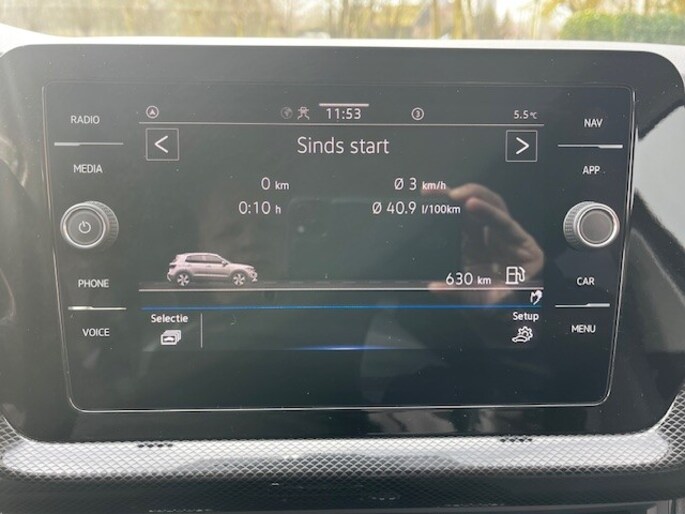 RADIO
MEDIA
PHONE
VOICE
11:53
3
5.5°C
Sinds start
0 km
Ø 3 km/h
0:10 h
Ø 40.9 l/100km
630 km
Selectie
Setup
NAV
APP
CAR
MENU